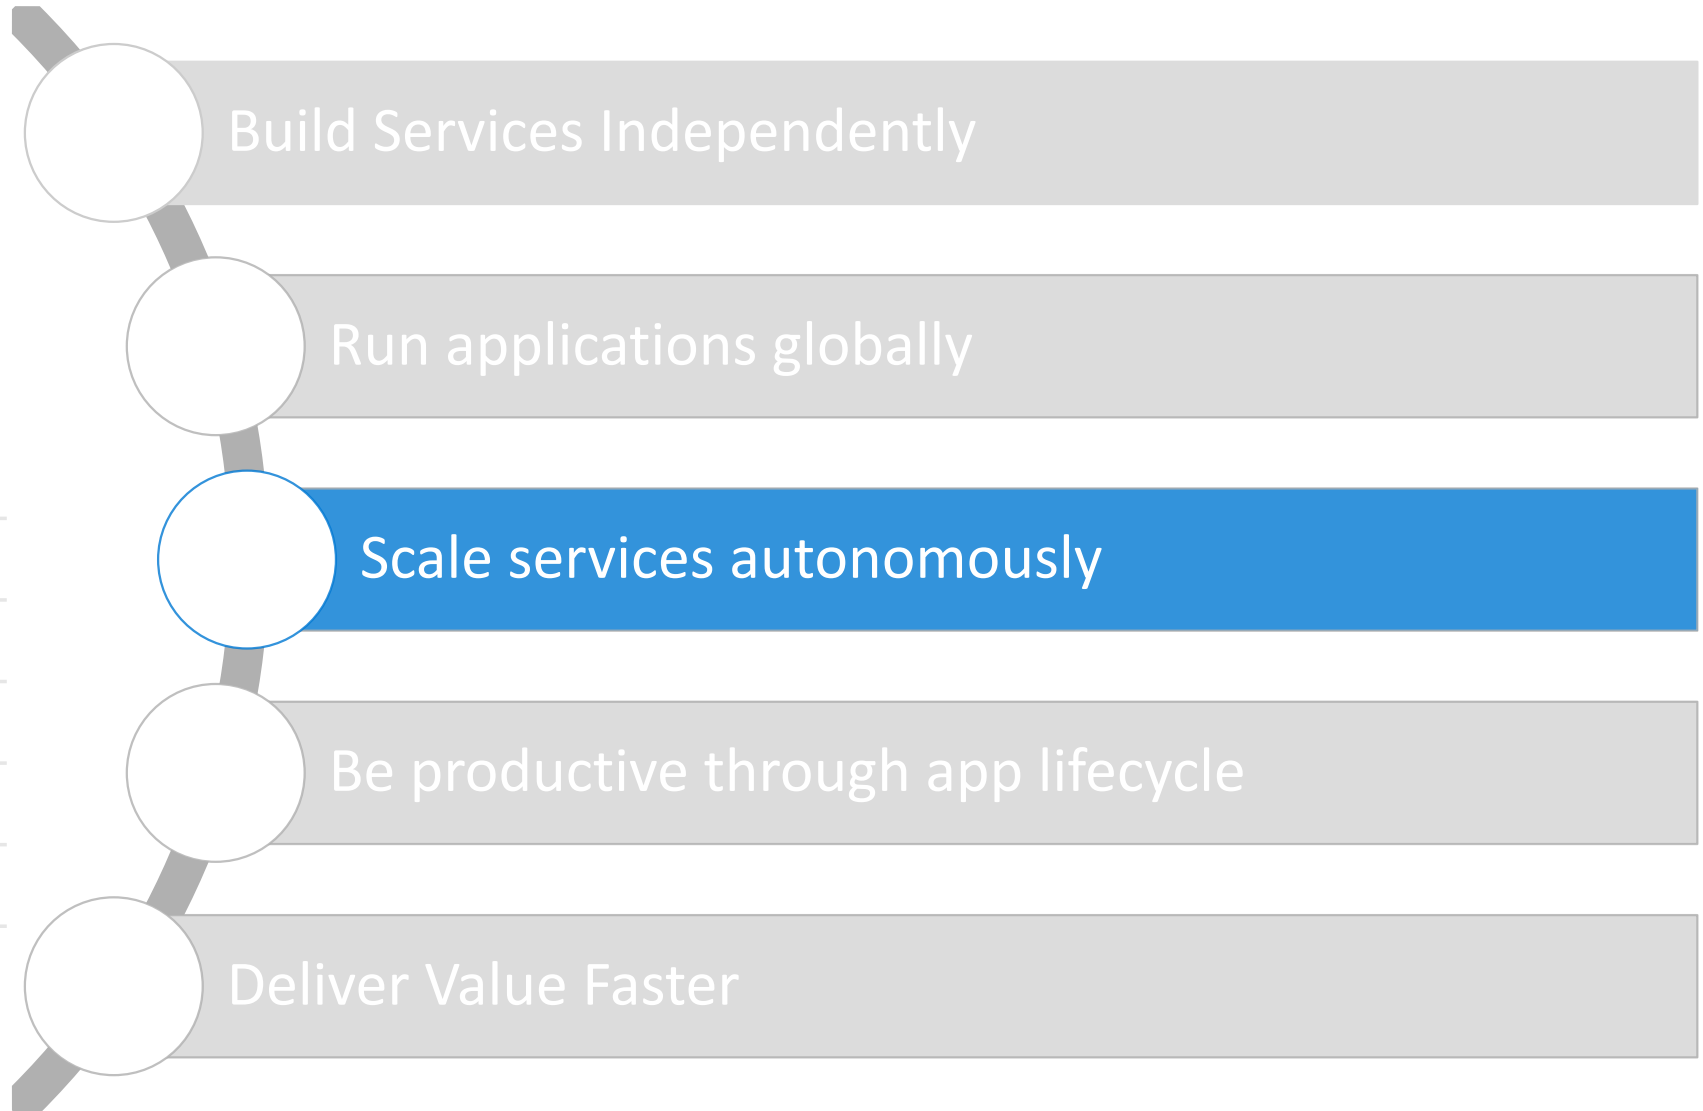 Build Services Independently
Run applications globally
Scale services autonomously
Be productive through app lifecycle
Deliver Value Faster